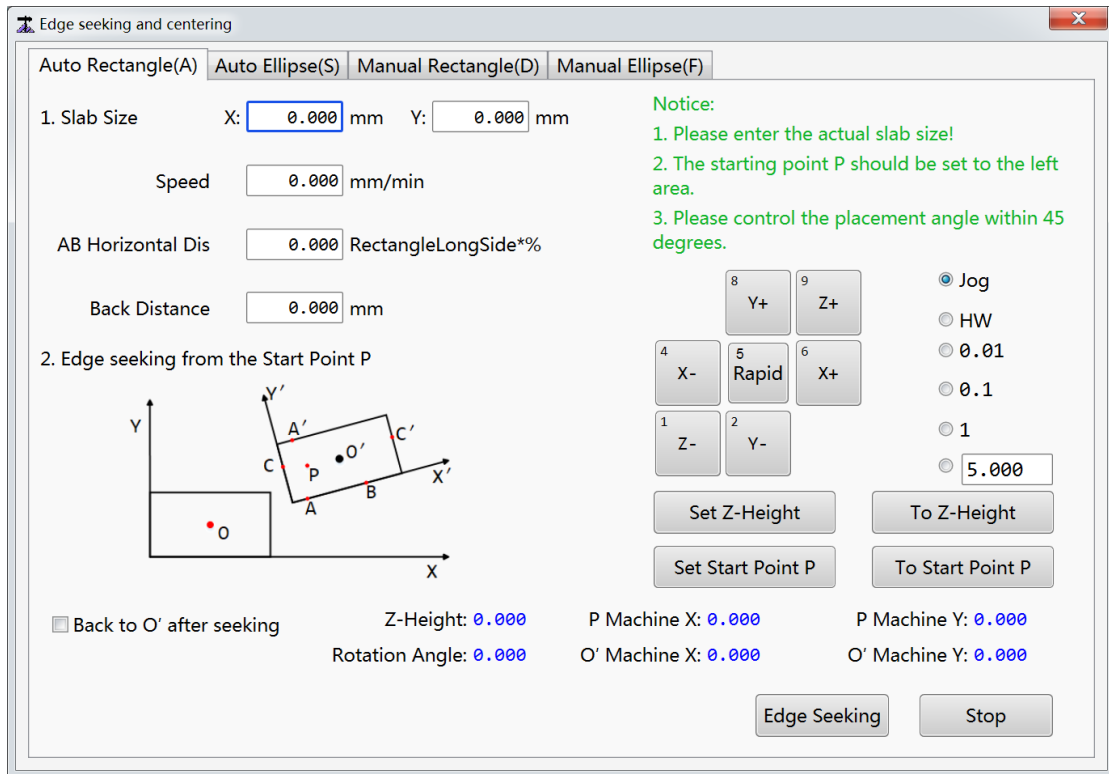 Edge seeking and centering
X
Auto Rectangle(A) Auto Ellipse(S) Manual Rectangle(D) Manual Ellipse(F)
1. Slab Size X: 0.000 mm Y: 0.000 mm
Speed 0.000 mm/min
AB Horizontal Dis 0.000 RectangleLongSide*%
Back Distance 0.000 mm
2. Edge seeking from the Start Point P
Y
O
X
Y′
A′
C′
C
P
O′
X′
A
B
Notice:
1. Please enter the actual slab size!
2. The starting point P should be set to the left
area.
3. Please control the placement angle within 45
degrees.
8 Y+ 9 Z+
4 X- 5 Rapid 6 X+
1 Z- 2 Y-
Jog
HW
0.01
0.1
1
5.000
Set Z-Height To Z-Height
Set Start Point P To Start Point P
Back to O′ after seeking Z-Height: 0.000 P Machine X: 0.000 P Machine Y: 0.000
Rotation Angle: 0.000 O′ Machine X: 0.000 O′ Machine Y: 0.000
Edge Seeking Stop